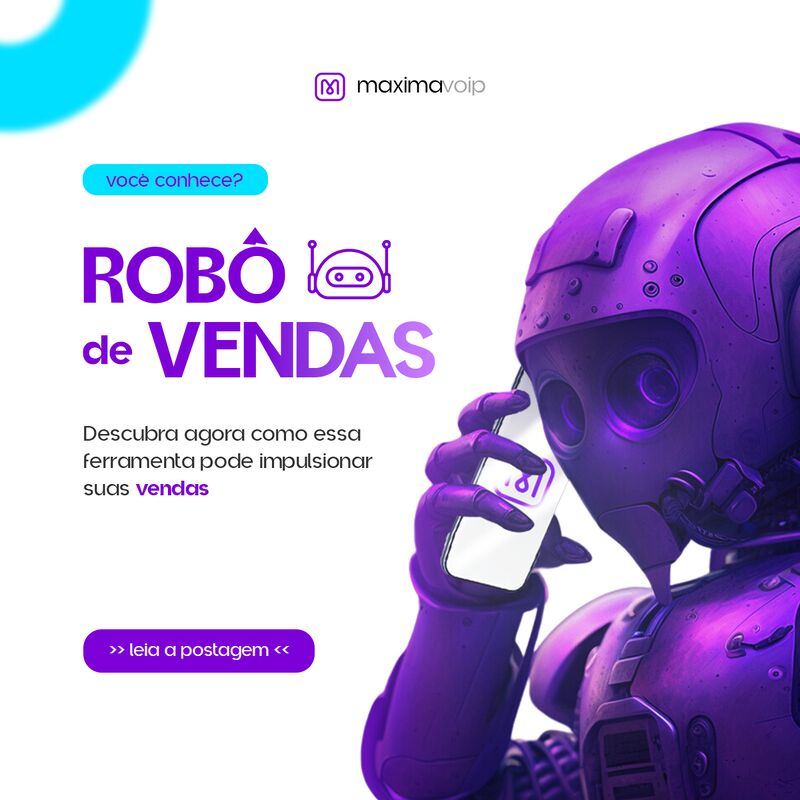 maximavoip
você conhece?
ROBÔ
de VENDAS
Descubra agora como essa
ferramenta pode impulsionar
suas vendas
>> leia a postagem <<